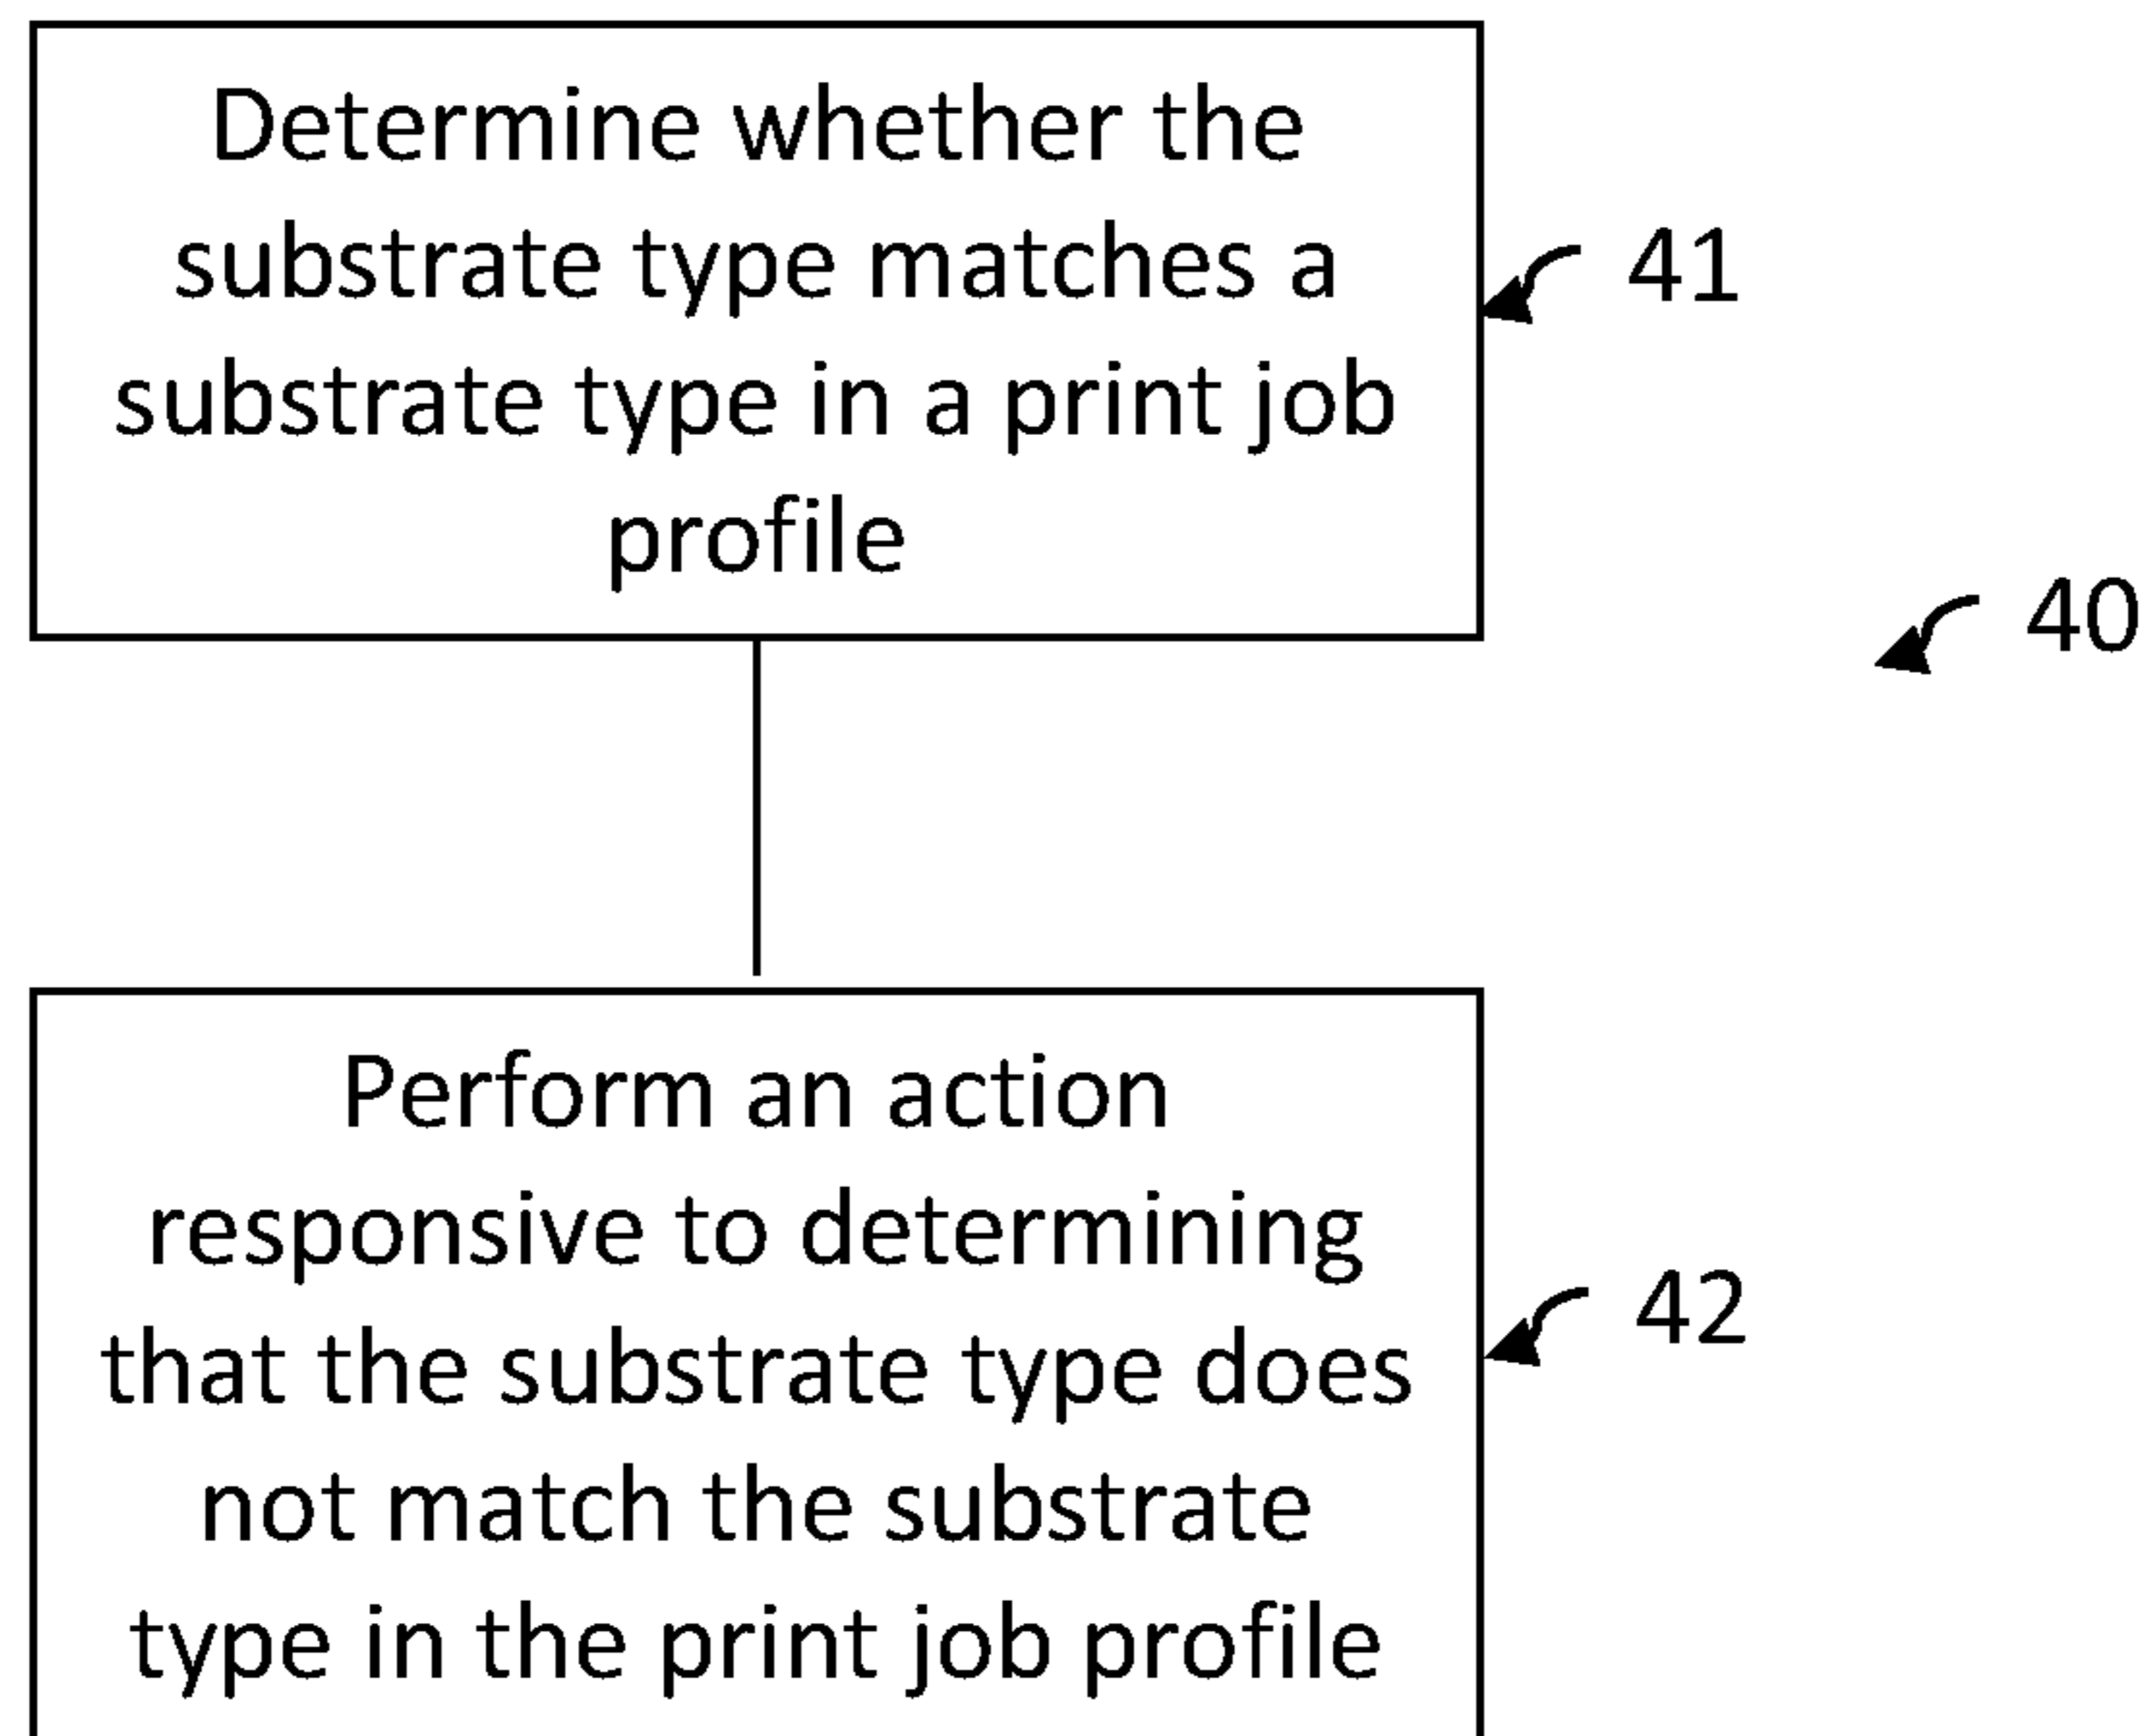 Determine whether the
substrate type matches a
substrate type in a print job
profile
41
40
Perform an action
responsive to determining
that the substrate type does
not match the substrate
type in the print job profile
42